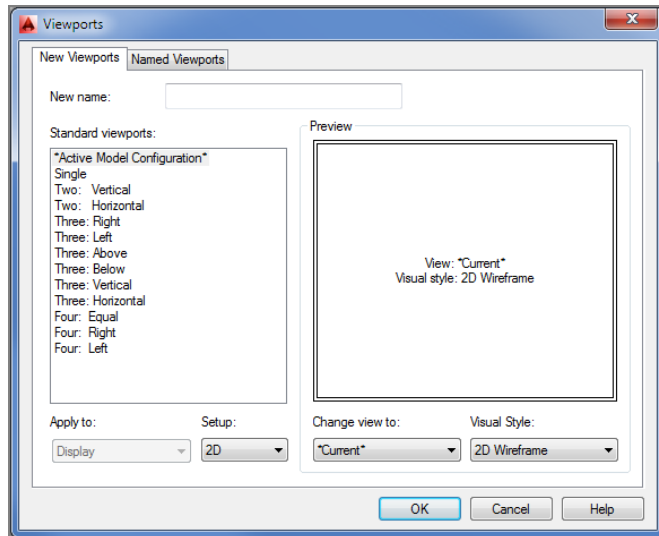 Viewports
New Viewports
Named Viewports
New name:
Standard viewports:
*Active Model Configuration*
Single
Two: Vertical
Two: Horizontal
Three: Right
Three: Left
Three: Above
Three: Below
Three: Vertical
Three: Horizontal
Four: Equal
Four: Right
Four: Left
Apply to:
Setup:
Display
2D
Preview
View: *Current*
Visual style: 2D Wireframe
Change view to:
Visual Style:
*Current*
2D Wireframe
OK
Cancel
Help